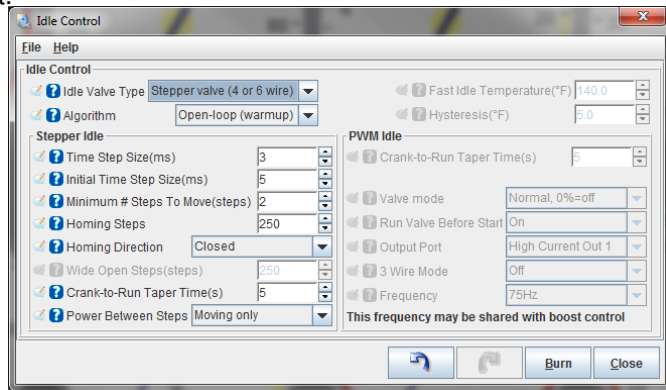 Idle Control
File Help
Idle Control
Idle Valve Type Stepper valve (4 or 6 wire)
Algorithm Open-loop (warmup)
Fast Idle Temperature(°F) 140.0
Hysteresis(°F) 5.0
Stepper Idle
Time Step Size(ms) 3
Initial Time Step Size(ms) 5
Minimum # Steps To Move(steps) 2
Homing Steps 250
Homing Direction Closed
Wide Open Steps(steps) 250
Crank-to-Run Taper Time(s) 5
Power Between Steps Moving only
PWM Idle
Crank-to-Run Taper Time(s) 5
Valve mode Normal, 0%=off
Run Valve Before Start On
Output Port High Current Out 1
3 Wire Mode Off
Frequency 75Hz
This frequency may be shared with boost control
Burn Close